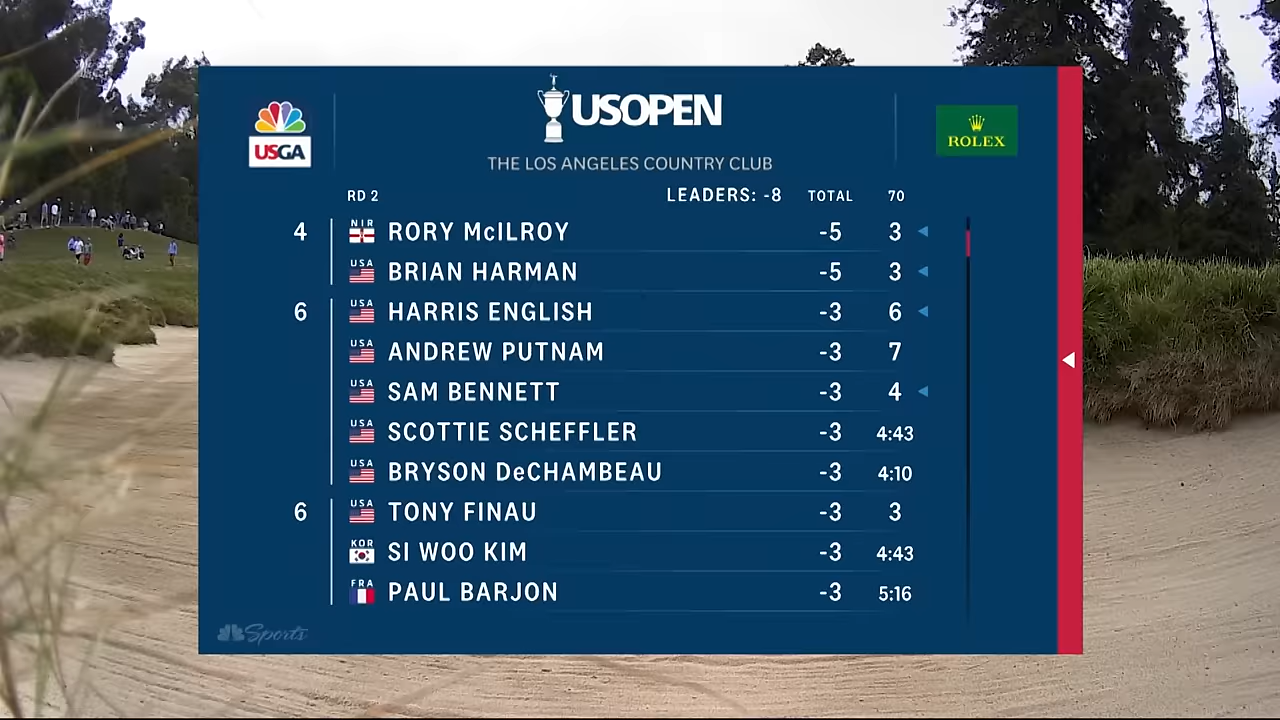 USGA
USOPEN
ROLEX
THE LOS ANGELES COUNTRY CLUB
RD 2 LEADERS: -8 TOTAL 70
4 NIR RORY McILROY -5 3
USA BRIAN HARMAN -5 3
6 USA HARRIS ENGLISH -3 6
USA ANDREW PUTNAM -3 7
USA SAM BENNETT -3 4
USA SCOTTIE SCHEFFLER -3 4:43
USA BRYSON DeCHAMBEAU -3 4:10
6 USA TONY FINAU -3 3
KOR SI WOO KIM -3 4:43
FRA PAUL BARJON -3 5:16
Sports